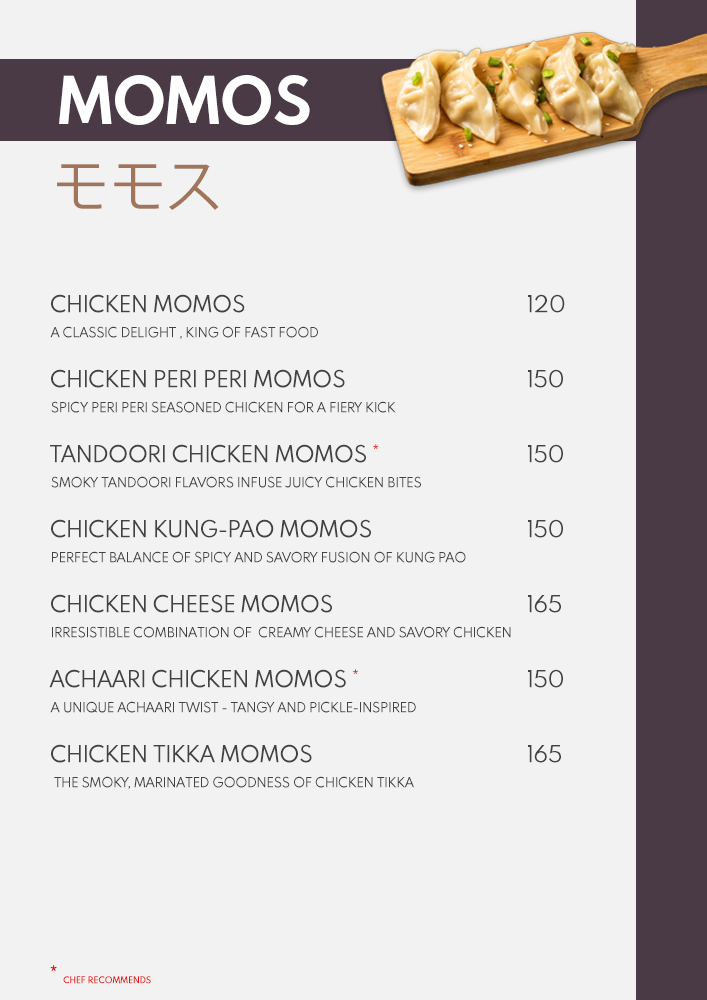 MOMOS
モモス
CHICKEN MOMOS 120
A CLASSIC DELIGHT , KING OF FAST FOOD
CHICKEN PERI PERI MOMOS 150
SPICY PERI PERI SEASONED CHICKEN FOR A FIERY KICK
TANDOORI CHICKEN MOMOS * 150
SMOKY TANDOORI FLAVORS INFUSE JUICY CHICKEN BITES
CHICKEN KUNG-PAO MOMOS 150
PERFECT BALANCE OF SPICY AND SAVORY FUSION OF KUNG PAO
CHICKEN CHEESE MOMOS 165
IRRESISTIBLE COMBINATION OF CREAMY CHEESE AND SAVORY CHICKEN
ACHAARI CHICKEN MOMOS * 150
A UNIQUE ACHAARI TWIST - TANGY AND PICKLE-INSPIRED
CHICKEN TIKKA MOMOS 165
THE SMOKY, MARINATED GOODNESS OF CHICKEN TIKKA
* CHEF RECOMMENDS